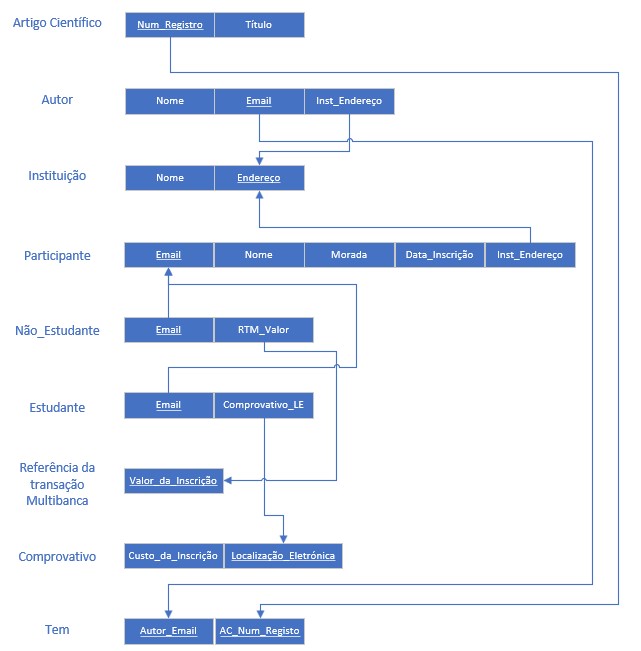 Artigo Científico
Num_Registro Título
Autor
Nome Email Inst_Endereço
Instituição
Nome Endereço
Participante
Email Nome Morada Data_Inscrição Inst_Endereço
Não_Estudante
Email RTM_Valor
Estudante
Email Comprovativo_LE
Referência da
transação
Multibanca
Valor_da_Inscrição
Comprovativo
Custo_da_Inscrição Localização_Eletrónica
Tem
Autor_Email AC_Num_Registo